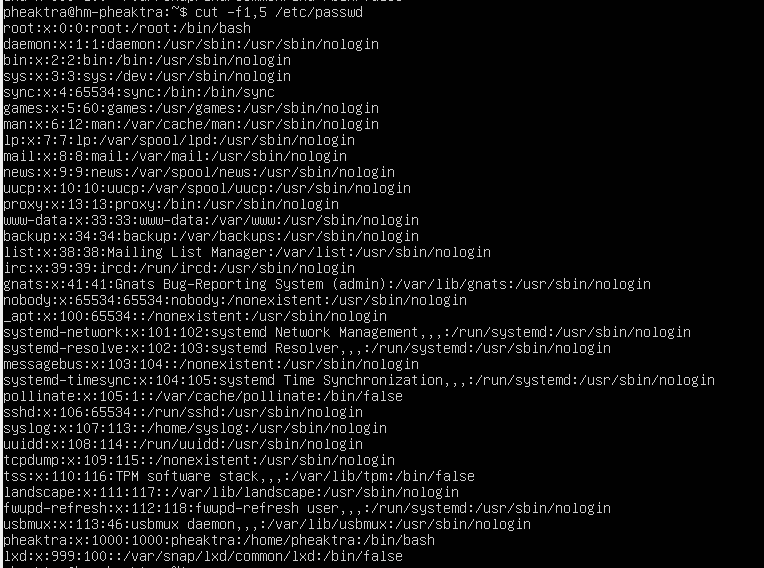 pheaktra@hm-pheaktra:~$ cut -f1,5 /etc/passwd
root:x:0:0:root:/root:/bin/bash
daemon:x:1:1:daemon:/usr/sbin:/usr/sbin/nologin
bin:x:2:2:bin:/bin:/usr/sbin/nologin
sys:x:3:3:sys:/dev:/usr/sbin/nologin
sync:x:4:65534:sync:/bin:/bin/sync
games:x:5:60:games:/usr/games:/usr/sbin/nologin
man:x:6:12:man:/var/cache/man:/usr/sbin/nologin
lp:x:7:7:lp:/var/spool/lpd:/usr/sbin/nologin
mail:x:8:8:mail:/var/mail:/usr/sbin/nologin
news:x:9:9:news:/var/spool/news:/usr/sbin/nologin
uucp:x:10:10:uucp:/var/spool/uucp:/usr/sbin/nologin
proxy:x:13:13:proxy:/bin:/usr/sbin/nologin
www-data:x:33:33:www-data:/var/www:/usr/sbin/nologin
backup:x:34:34:backup:/var/backups:/usr/sbin/nologin
list:x:38:38:Mailing List Manager:/var/list:/usr/sbin/nologin
irc:x:39:39:ircd:/run/ircd:/usr/sbin/nologin
gnats:x:41:41:Gnats Bug-Reporting System (admin):/var/lib/gnats:/usr/sbin/nologin
nobody:x:65534:65534:nobody:/nonexistent:/usr/sbin/nologin
_apt:x:100:65534::/nonexistent:/usr/sbin/nologin
systemd-network:x:101:102:systemd Network Management,,,:/run/systemd:/usr/sbin/nologin
systemd-resolve:x:102:103:systemd Resolver,,,:/run/systemd:/usr/sbin/nologin
messagebus:x:103:104::/nonexistent:/usr/sbin/nologin
systemd-timesync:x:104:105:systemd Time Synchronization,,,:/run/systemd:/usr/sbin/nologin
pollinate:x:105:1::/var/cache/pollinate:/bin/false
sshd:x:106:65534::/run/sshd:/usr/sbin/nologin
syslog:x:107:113::/home/syslog:/usr/sbin/nologin
uuidd:x:108:114::/run/uuidd:/usr/sbin/nologin
tcpdump:x:109:115::/nonexistent:/usr/sbin/nologin
tss:x:110:116:TPM software stack,,,:/var/lib/tpm:/bin/false
landscape:x:111:117::/var/lib/landscape:/usr/sbin/nologin
fwupd-refresh:x:112:118:fwupd-refresh user,,,:/run/systemd:/usr/sbin/nologin
usbmux:x:113:46:usbmux daemon,,,:/var/lib/usbmux:/usr/sbin/nologin
pheaktra:x:1000:1000:pheaktra:/home/pheaktra:/bin/bash
lxd:x:999:100::/var/snap/lxd/common/lxd:/bin/false